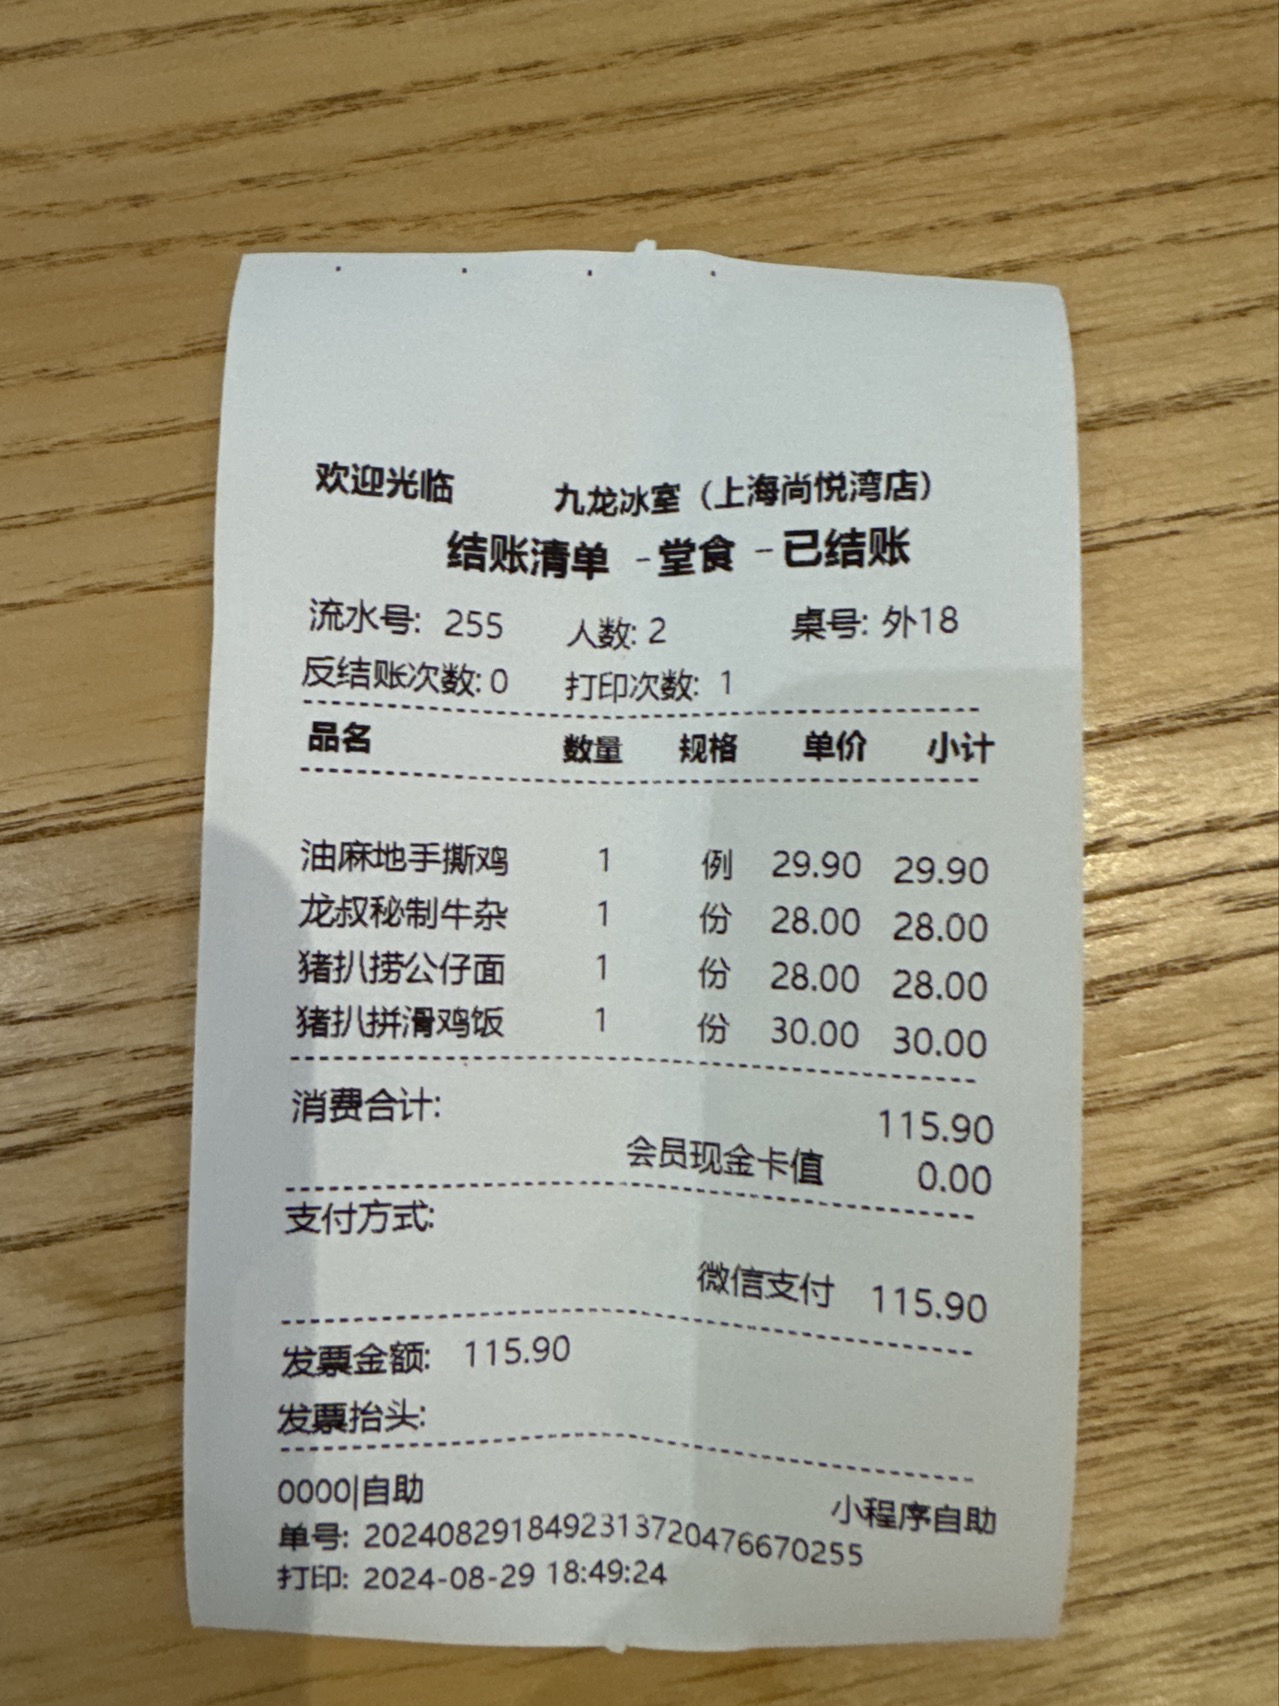 欢迎光临 九龙冰室（上海尚悦湾店）
结账清单 -堂食 -已结账
流水号: 255 人数: 2 桌号: 外18
反结账次数: 0 打印次数: 1
品名 数量 规格 单价 小计
油麻地手撕鸡 1 例 29.90 29.90
龙叔秘制牛杂 1 份 28.00 28.00
猪扒捞公仔面 1 份 28.00 28.00
猪扒拼滑鸡饭 1 份 30.00 30.00
消费合计: 115.90
会员现金卡值 0.00
支付方式:
微信支付 115.90
发票金额: 115.90
发票抬头:
0000|自助 小程序自助
单号: 2024082918492313720476670255
打印: 2024-08-29 18:49:24